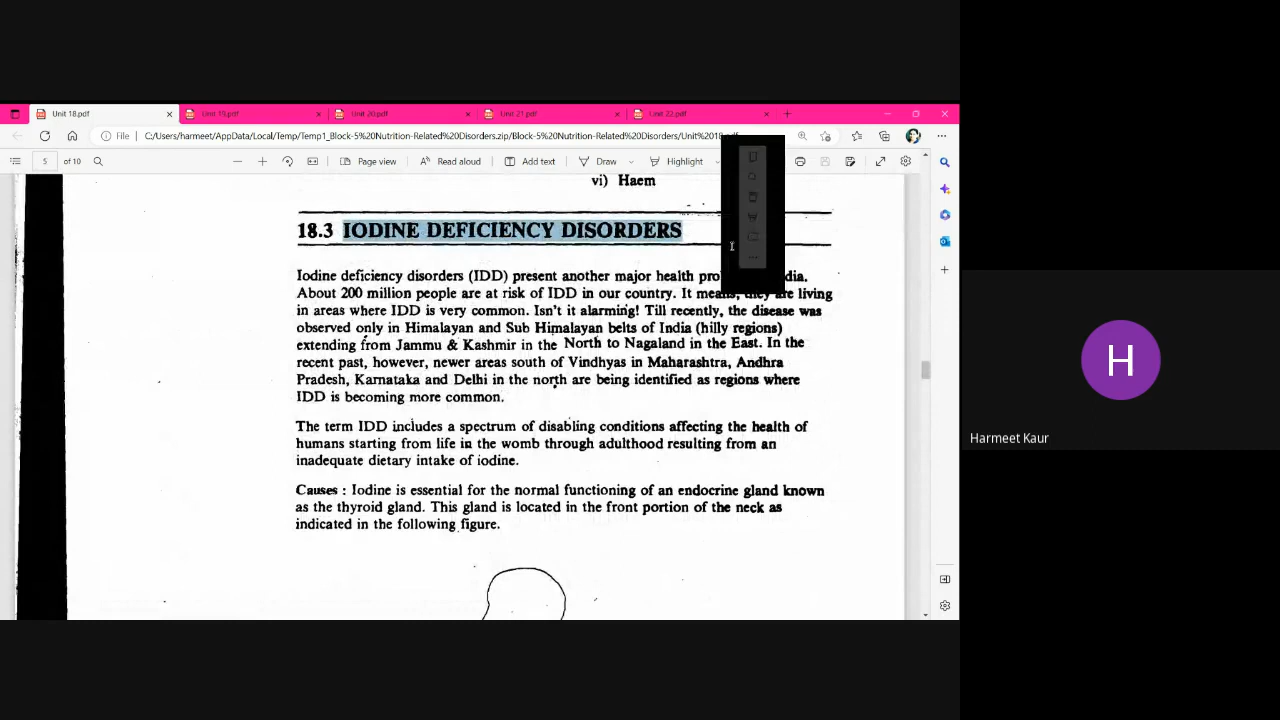 Unit 18.pdf
Unit 19.pdf
Unit 20.pdf
Unit 21.pdf
Unit 22.pdf
File C:/Users/harmeet/AppData/Local/Temp/Temp1_Block-5%20Nutrition-Related%20Disorders.zip/Block-5%20Nutrition-Related%20Disorders/Unit%2018.pdf
5 of 10
Page view
Read aloud
Add text
Draw
Highlight
vi) Haem
18.3 IODINE DEFICIENCY DISORDERS
Iodine deficiency disorders (IDD) present another major health dia.
About 200 million people are at risk of IDD in our country. It means, they are living
in areas where IDD is very common. Isn't it alarming! Till recently, the disease was
observed only in Himalayan and Sub Himalayan belts of India (hilly regions)
extending from Jammu & Kashmir in the North to Nagaland in the East. In the
recent past, however, newer areas south of Vindhyas in Maharashtra, Andhra
Pradesh, Karnataka and Delhi in the north are being identified as regions where
IDD is becoming more common.
The term IDD includes a spectrum of disabling conditions affecting the health of
humans starting from life in the womb through adulthood resulting from an
inadequate dietary intake of iodine.
Causes : Iodine is essential for the normal functioning of an endocrine gland known
as the thyroid gland. This gland is located in the front portion of the neck as
indicated in the following figure.
H
Harmeet Kaur